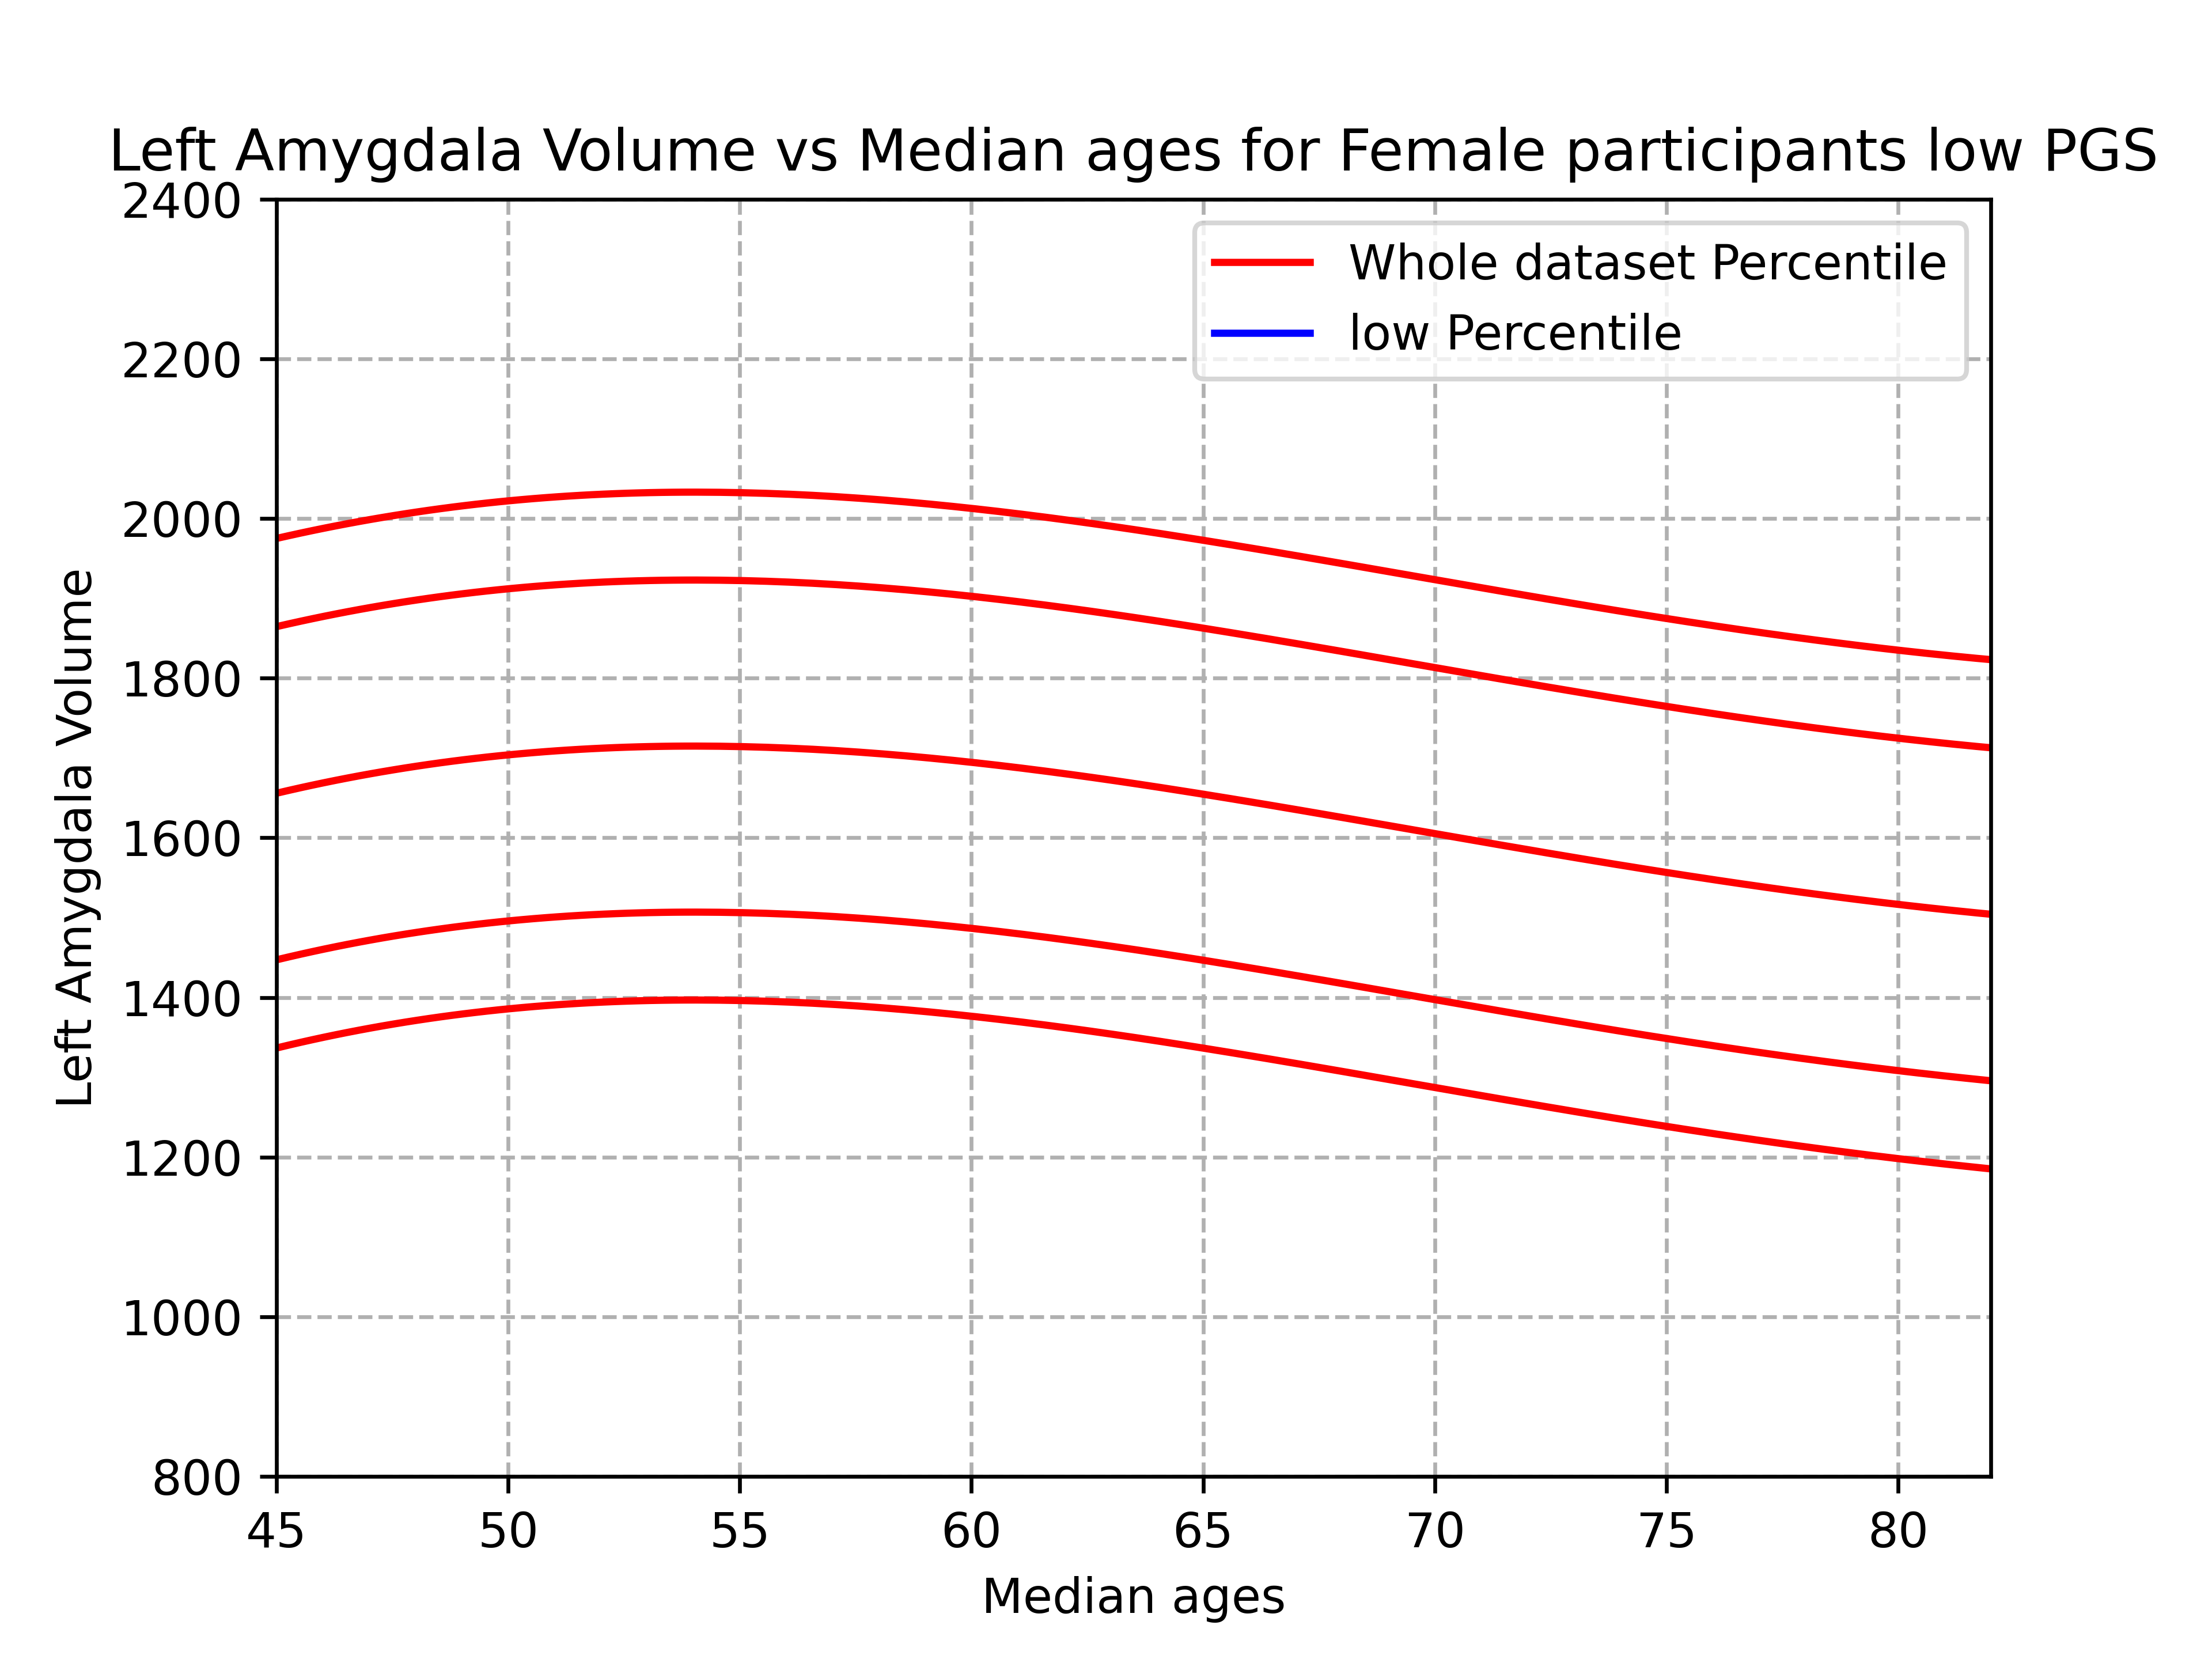 Left Amygdala Volume vs Median ages for Female participants low PGS
2400
2200
2000
1800
1600
1400
1200
1000
800
Left Amygdala Volume
Whole dataset Percentile
low Percentile
45 50 55 60 65 70 75 80
Median ages